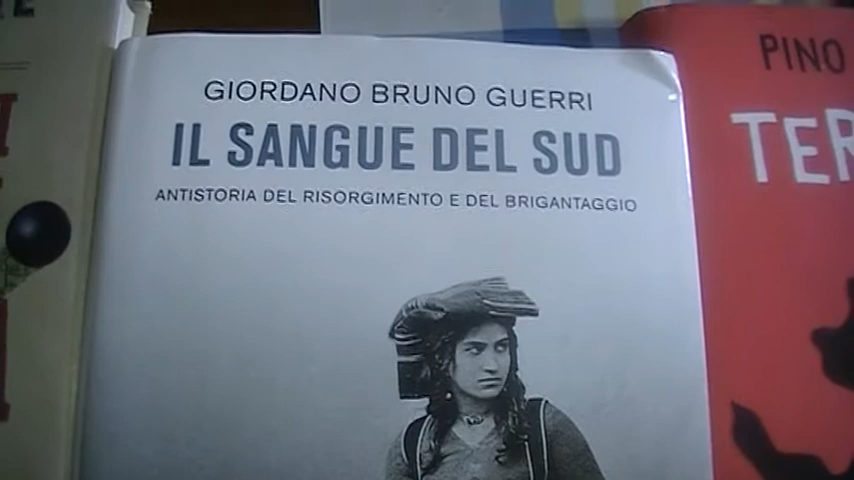 GIORDANO BRUNO GUERRI
IL SANGUE DEL SUD
ANTISTORIA DEL RISORGIMENTO E DEL BRIGANTAGGIO
PINO
TER